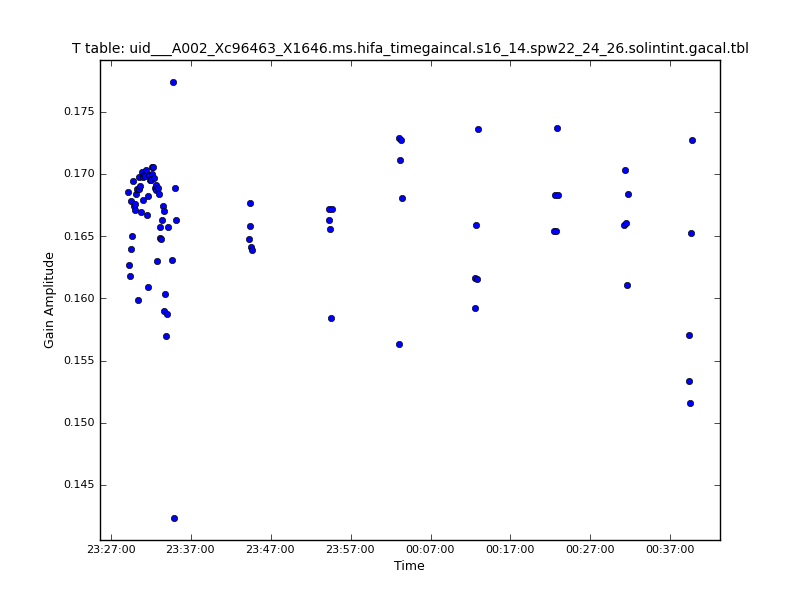 T table: uid___A002_Xc96463_X1646.ms.hifa_timegaincal.s16_14.spw22_24_26.solintint.gacal.tbl
0.175
0.170
0.165
0.160
0.155
0.150
0.145
Gain Amplitude
23:27:00 23:37:00 23:47:00 23:57:00 00:07:00 00:17:00 00:27:00 00:37:00
Time